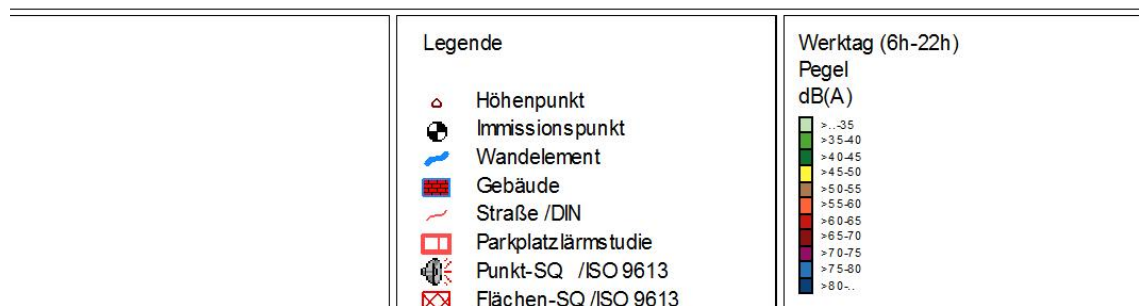 Legende
Höhenpunkt
Immissionspunkt
Wandelement
Gebäude
Straße /DIN
Parkplatzlärmstudie
Punkt-SQ /ISO 9613
Flächen-SQ /ISO 9613
Werktag (6h-22h)
Pegel
dB(A)
>..-35
>35-40
>40-45
>45-50
>50-55
>55-60
>60-65
>65-70
>70-75
>75-80
>80-..